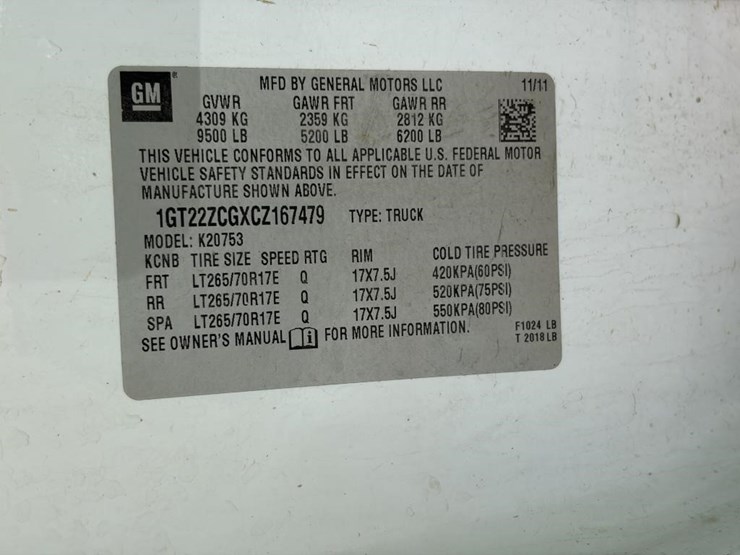 GM ® MFD BY GENERAL MOTORS LLC 11/11
GVWR GAWR FRT GAWR RR
4309 KG 2359 KG 2812 KG
9500 LB 5200 LB 6200 LB
THIS VEHICLE CONFORMS TO ALL APPLICABLE U.S. FEDERAL MOTOR
VEHICLE SAFETY STANDARDS IN EFFECT ON THE DATE OF
MANUFACTURE SHOWN ABOVE.
1GT22ZCGXCZ167479 TYPE: TRUCK
MODEL: K20753
KCNB TIRE SIZE SPEED RTG RIM COLD TIRE PRESSURE
FRT LT265/70R17E Q 17X7.5J 420KPA(60PSI)
RR LT265/70R17E Q 17X7.5J 520KPA(75PSI)
SPA LT265/70R17E Q 17X7.5J 550KPA(80PSI)
SEE OWNER'S MANUAL i FOR MORE INFORMATION.
F1024 LB
T 2018 LB